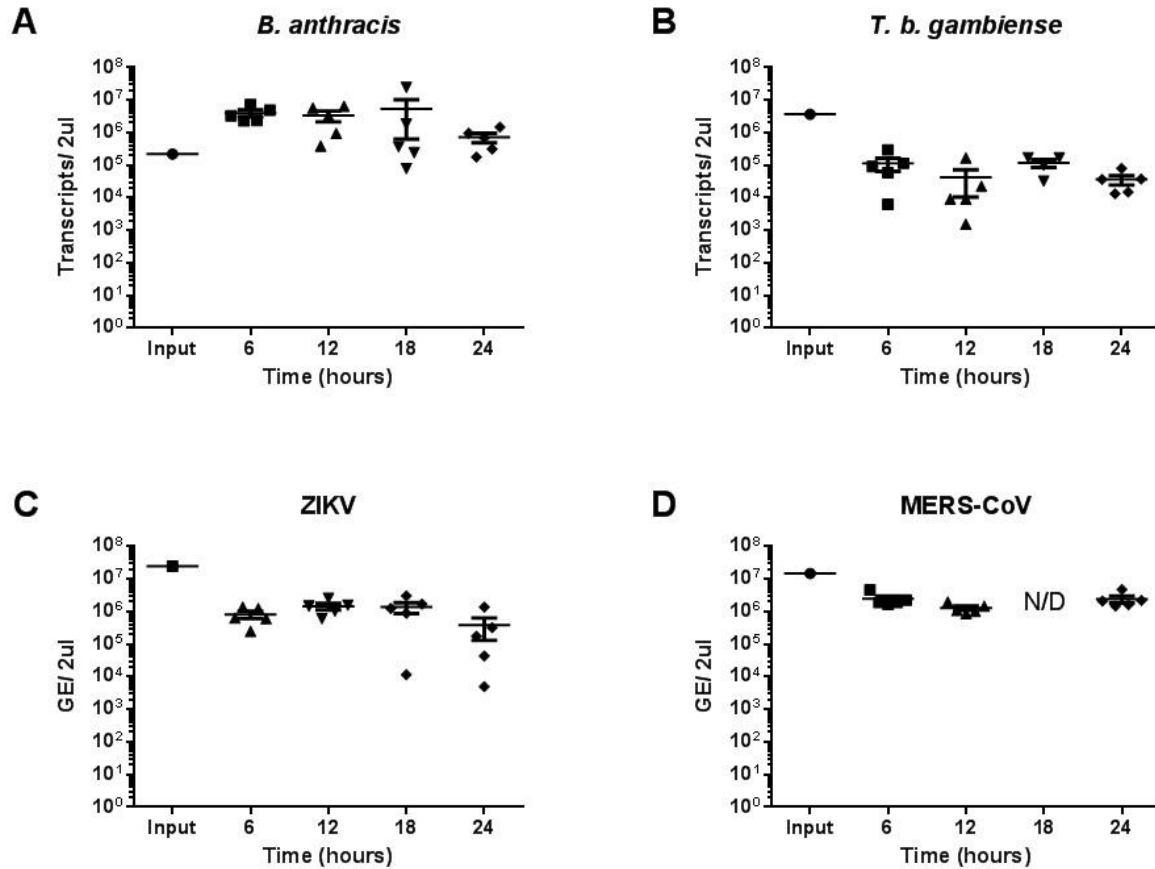 A B. anthracis
Transcripts/ 2ul
10⁸
10⁷
10⁶
10⁵
10⁴
10³
10²
10¹
10⁰
Input 6 12 18 24
Time (hours)
B T. b. gambiense
Transcripts/ 2ul
10⁸
10⁷
10⁶
10⁵
10⁴
10³
10²
10¹
10⁰
Input 6 12 18 24
Time (hours)
C ZIKV
GE/ 2ul
10⁸
10⁷
10⁶
10⁵
10⁴
10³
10²
10¹
10⁰
Input 6 12 18 24
Time (hours)
D MERS-CoV
GE/ 2ul
10⁸
10⁷
10⁶
10⁵
10⁴
10³
10²
10¹
10⁰
N/D
Input 6 12 18 24
Time (hours)